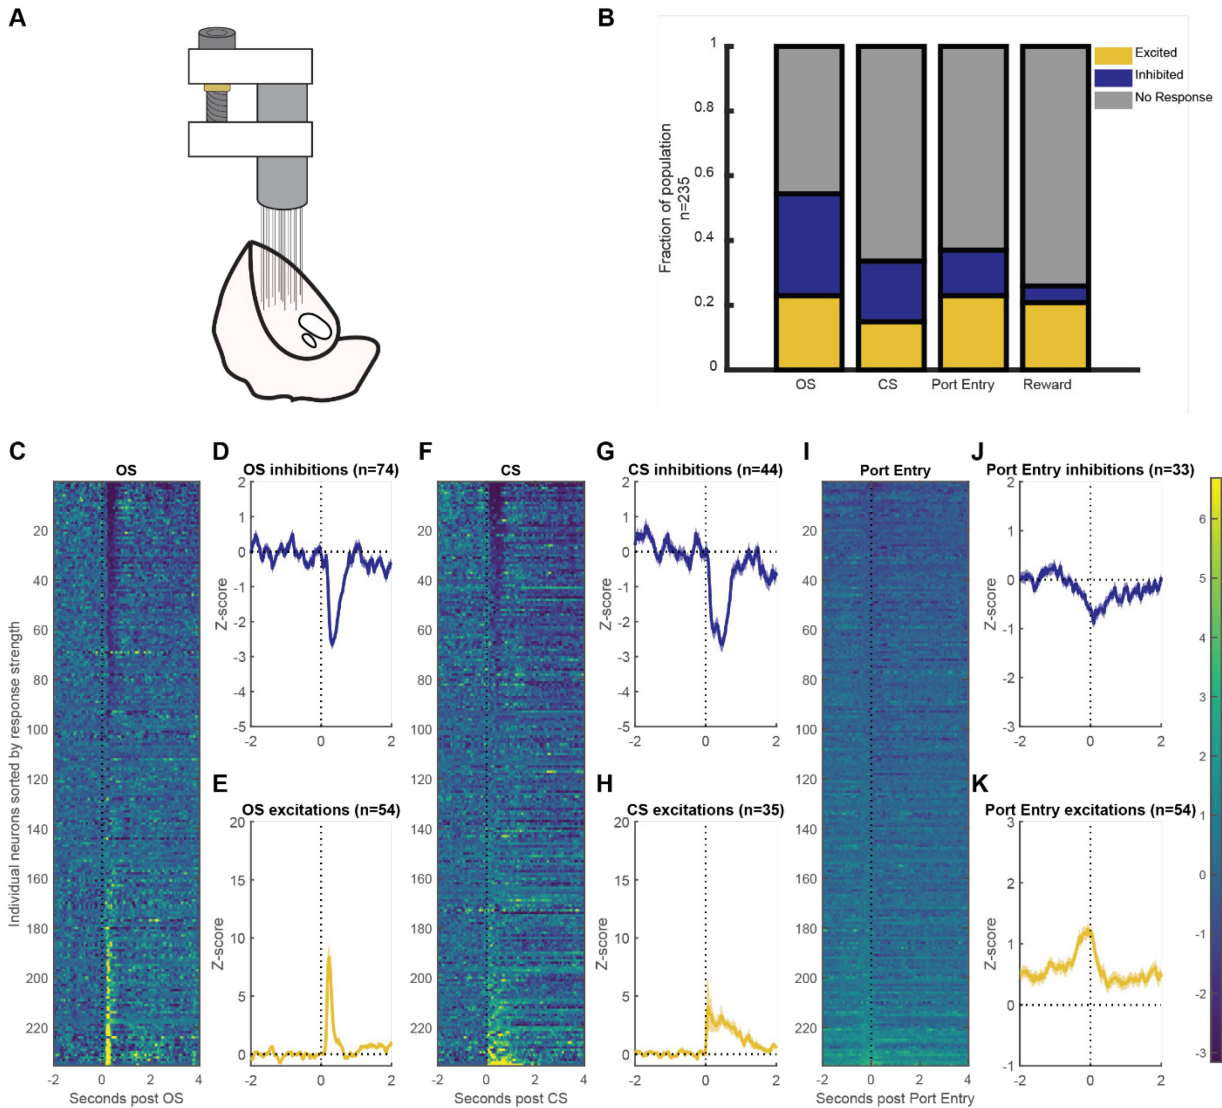 A
B
1
0.8
0.6
0.4
0.2
0
Fraction of population
n=235
OS
CS
Port Entry
Reward
Excited
Inhibited
No Response
C
OS
20
40
60
80
100
120
140
160
180
200
220
Individual neurons sorted by response strength
-2
0
2
4
Seconds post OS
D
OS inhibitions (n=74)
2
1
0
-1
-2
-3
-4
-5
Z-score
-2
0
2
E
OS excitations (n=54)
20
15
10
5
0
Z-score
-2
0
2
F
CS
20
40
60
80
100
120
140
160
180
200
220
-2
0
2
4
Seconds post CS
G
CS inhibitions (n=44)
2
1
0
-1
-2
-3
-4
-5
Z-score
-2
0
2
H
CS excitations (n=35)
20
15
10
5
0
Z-score
-2
0
2
I
Port Entry
20
40
60
80
100
120
140
160
180
200
220
-2
0
2
4
Seconds post Port Entry
J
Port Entry inhibitions (n=33)
2
1
0
-1
-2
-3
Z-score
-2
0
2
K
Port Entry excitations (n=54)
3
2
1
0
-1
Z-score
-2
0
2
6
5
4
3
2
1
0
-1
-2
-3